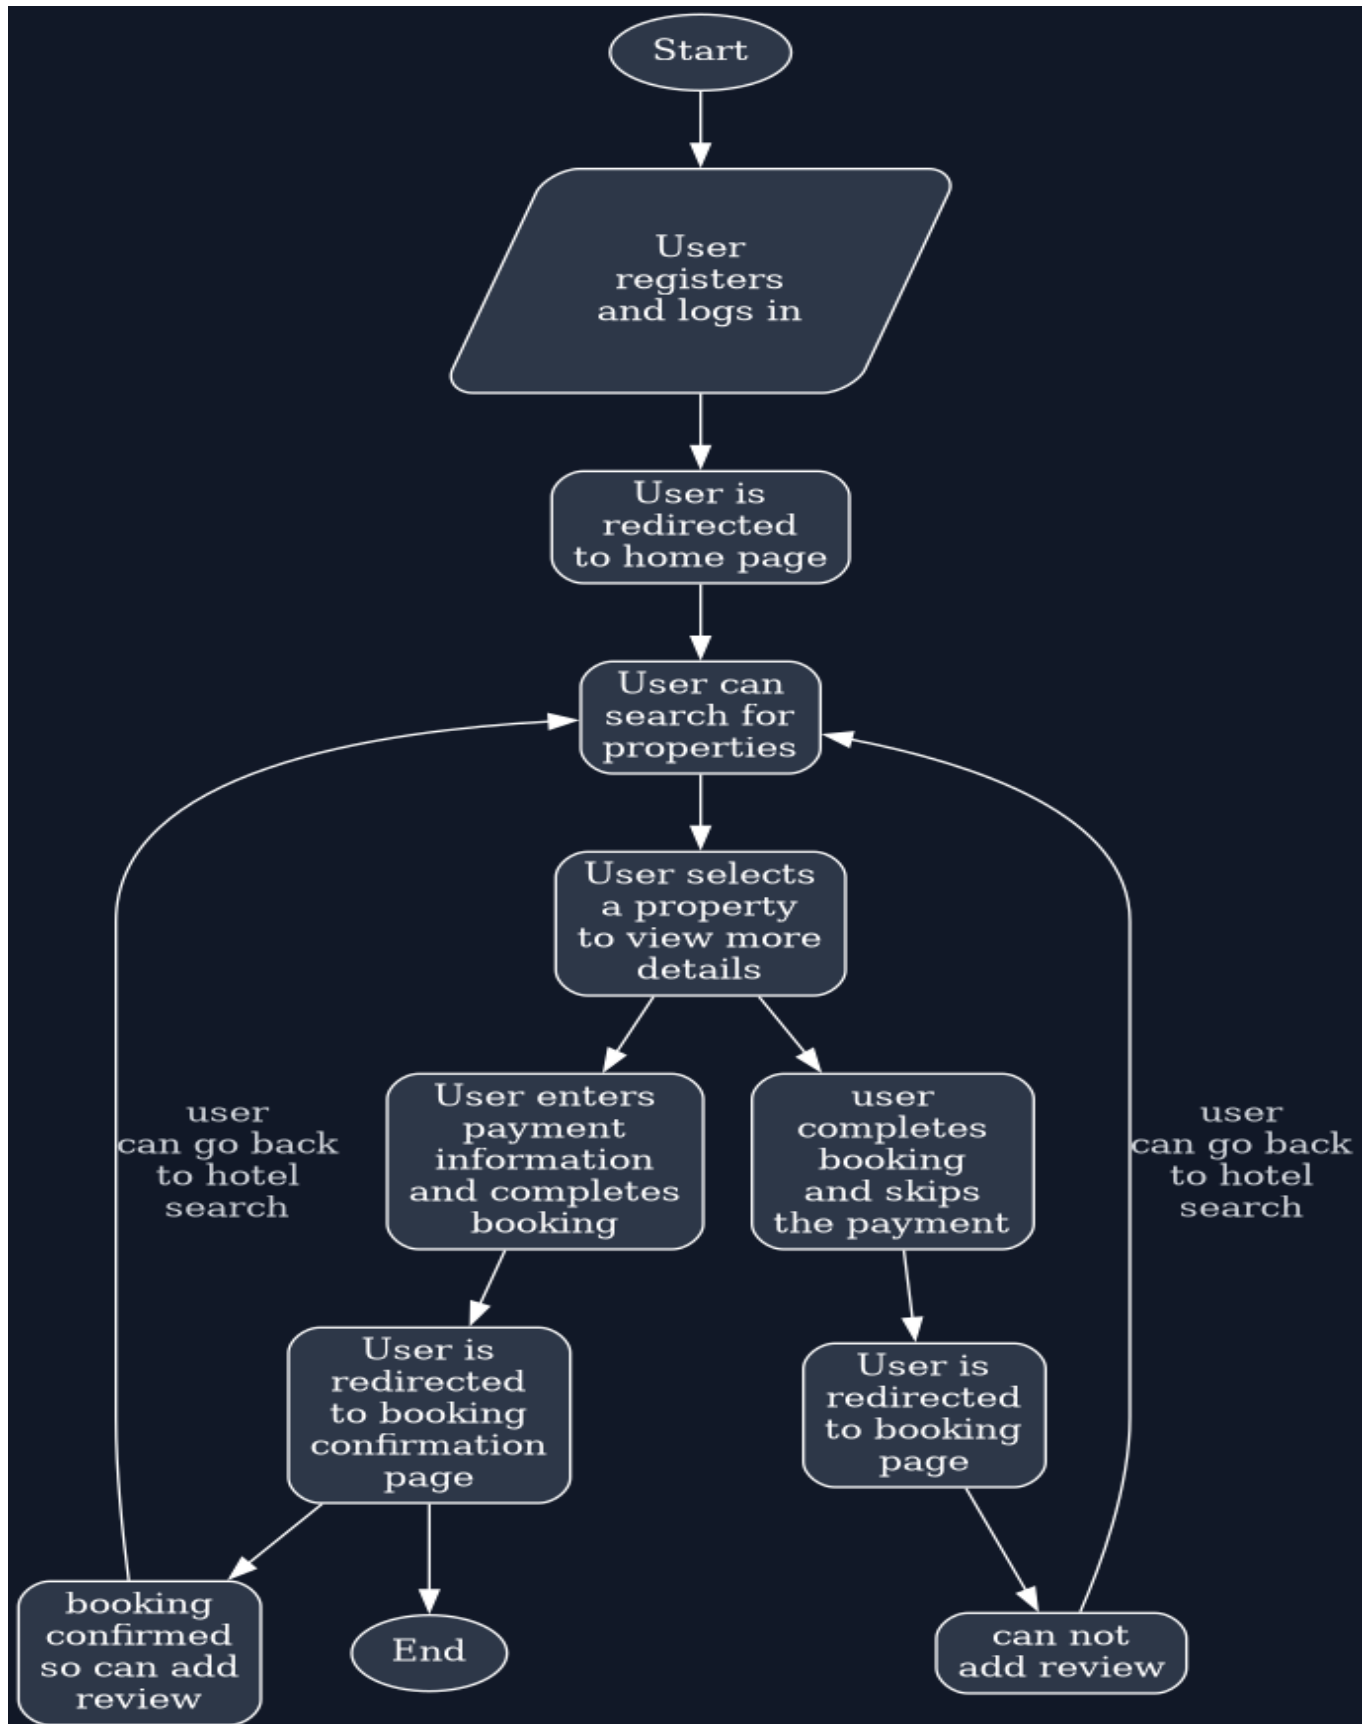 Start
User
registers
and logs in
User is
redirected
to home page
User can
search for
properties
User selects
a property
to view more
details
user
can go back
to hotel
search
User enters
payment
information
and completes
booking
user
completes
booking
and skips
the payment
user
can go back
to hotel
search
User is
redirected
to booking
confirmation
page
User is
redirected
to booking
page
booking
confirmed
so can add
review
End
can not
add review